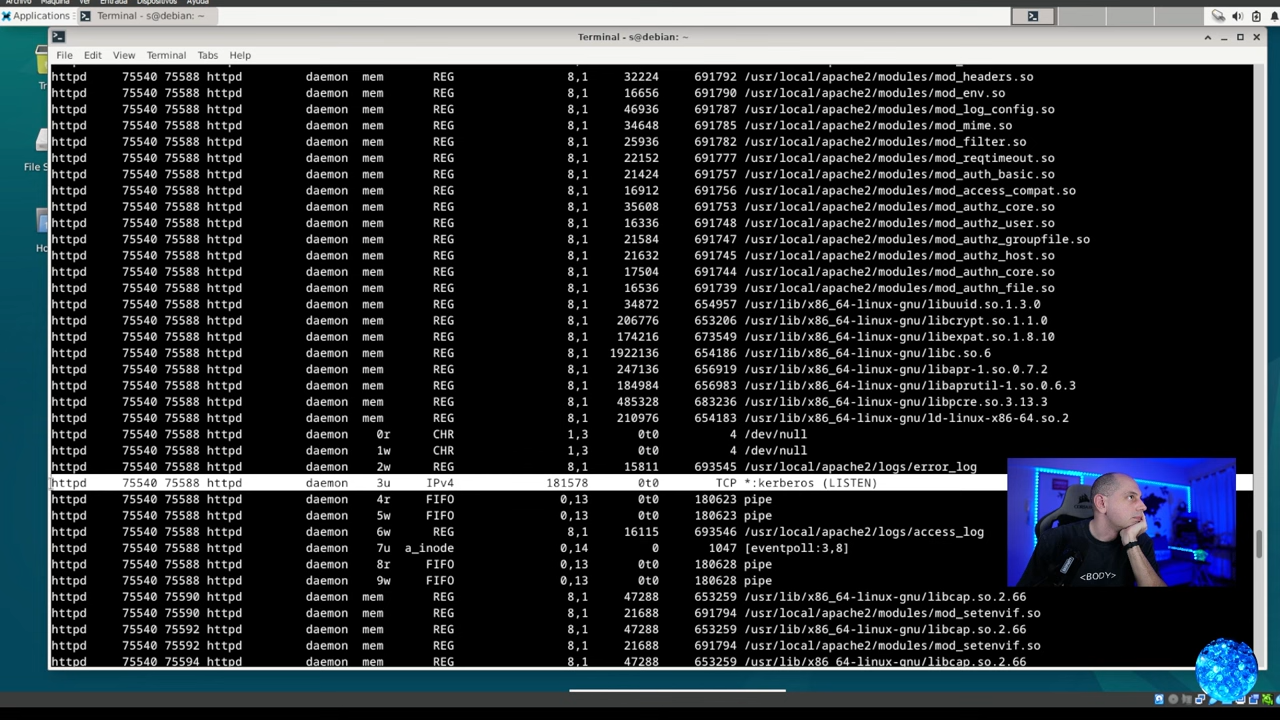 Archivo Máquina Ver Entrada Dispositivos Ayuda
Applications Terminal - s@debian: ~
Terminal - s@debian: ~
File Edit View Terminal Tabs Help
httpd 75540 75588 httpd daemon mem REG 8,1 32224 691792 /usr/local/apache2/modules/mod_headers.so
httpd 75540 75588 httpd daemon mem REG 8,1 16656 691790 /usr/local/apache2/modules/mod_env.so
httpd 75540 75588 httpd daemon mem REG 8,1 46936 691787 /usr/local/apache2/modules/mod_log_config.so
httpd 75540 75588 httpd daemon mem REG 8,1 34648 691785 /usr/local/apache2/modules/mod_mime.so
httpd 75540 75588 httpd daemon mem REG 8,1 25936 691782 /usr/local/apache2/modules/mod_filter.so
httpd 75540 75588 httpd daemon mem REG 8,1 22152 691777 /usr/local/apache2/modules/mod_reqtimeout.so
httpd 75540 75588 httpd daemon mem REG 8,1 21424 691757 /usr/local/apache2/modules/mod_auth_basic.so
httpd 75540 75588 httpd daemon mem REG 8,1 16912 691756 /usr/local/apache2/modules/mod_access_compat.so
httpd 75540 75588 httpd daemon mem REG 8,1 35608 691753 /usr/local/apache2/modules/mod_authz_core.so
httpd 75540 75588 httpd daemon mem REG 8,1 16336 691748 /usr/local/apache2/modules/mod_authz_user.so
httpd 75540 75588 httpd daemon mem REG 8,1 21584 691747 /usr/local/apache2/modules/mod_authz_groupfile.so
httpd 75540 75588 httpd daemon mem REG 8,1 21632 691745 /usr/local/apache2/modules/mod_authz_host.so
httpd 75540 75588 httpd daemon mem REG 8,1 17504 691744 /usr/local/apache2/modules/mod_authn_core.so
httpd 75540 75588 httpd daemon mem REG 8,1 16536 691739 /usr/local/apache2/modules/mod_authn_file.so
httpd 75540 75588 httpd daemon mem REG 8,1 34872 654957 /usr/lib/x86_64-linux-gnu/libuuid.so.1.3.0
httpd 75540 75588 httpd daemon mem REG 8,1 206776 653206 /usr/lib/x86_64-linux-gnu/libcrypt.so.1.1.0
httpd 75540 75588 httpd daemon mem REG 8,1 174216 673549 /usr/lib/x86_64-linux-gnu/libexpat.so.1.8.10
httpd 75540 75588 httpd daemon mem REG 8,1 1922136 654186 /usr/lib/x86_64-linux-gnu/libc.so.6
httpd 75540 75588 httpd daemon mem REG 8,1 247136 656919 /usr/lib/x86_64-linux-gnu/libapr-1.so.0.7.2
httpd 75540 75588 httpd daemon mem REG 8,1 184984 656983 /usr/lib/x86_64-linux-gnu/libaprutil-1.so.0.6.3
httpd 75540 75588 httpd daemon mem REG 8,1 485328 683236 /usr/lib/x86_64-linux-gnu/libpcre.so.3.13.3
httpd 75540 75588 httpd daemon mem REG 8,1 210976 654183 /usr/lib/x86_64-linux-gnu/ld-linux-x86-64.so.2
httpd 75540 75588 httpd daemon 0r CHR 1,3 0t0 4 /dev/null
httpd 75540 75588 httpd daemon 1w CHR 1,3 0t0 4 /dev/null
httpd 75540 75588 httpd daemon 2w REG 8,1 15811 693545 /usr/local/apache2/logs/error_log
httpd 75540 75588 httpd daemon 3u IPv4 181578 0t0 TCP *:kerberos (LISTEN)
httpd 75540 75588 httpd daemon 4r FIFO 0,13 0t0 180623 pipe
httpd 75540 75588 httpd daemon 5w FIFO 0,13 0t0 180623 pipe
httpd 75540 75588 httpd daemon 6w REG 8,1 16115 693546 /usr/local/apache2/logs/access_log
httpd 75540 75588 httpd daemon 7u a_inode 0,14 0 1047 [eventpoll:3,8]
httpd 75540 75588 httpd daemon 8r FIFO 0,13 0t0 180628 pipe
httpd 75540 75588 httpd daemon 9w FIFO 0,13 0t0 180628 pipe
httpd 75540 75590 httpd daemon mem REG 8,1 47288 653259 /usr/lib/x86_64-linux-gnu/libcap.so.2.66
httpd 75540 75590 httpd daemon mem REG 8,1 21688 691794 /usr/local/apache2/modules/mod_setenvif.so
httpd 75540 75592 httpd daemon mem REG 8,1 47288 653259 /usr/lib/x86_64-linux-gnu/libcap.so.2.66
httpd 75540 75592 httpd daemon mem REG 8,1 21688 691794 /usr/local/apache2/modules/mod_setenvif.so
httpd 75540 75594 httpd daemon mem REG 8,1 47288 653259 /usr/lib/x86_64-linux-gnu/libcap.so.2.66
Tr
File S
Ho
<BODY>